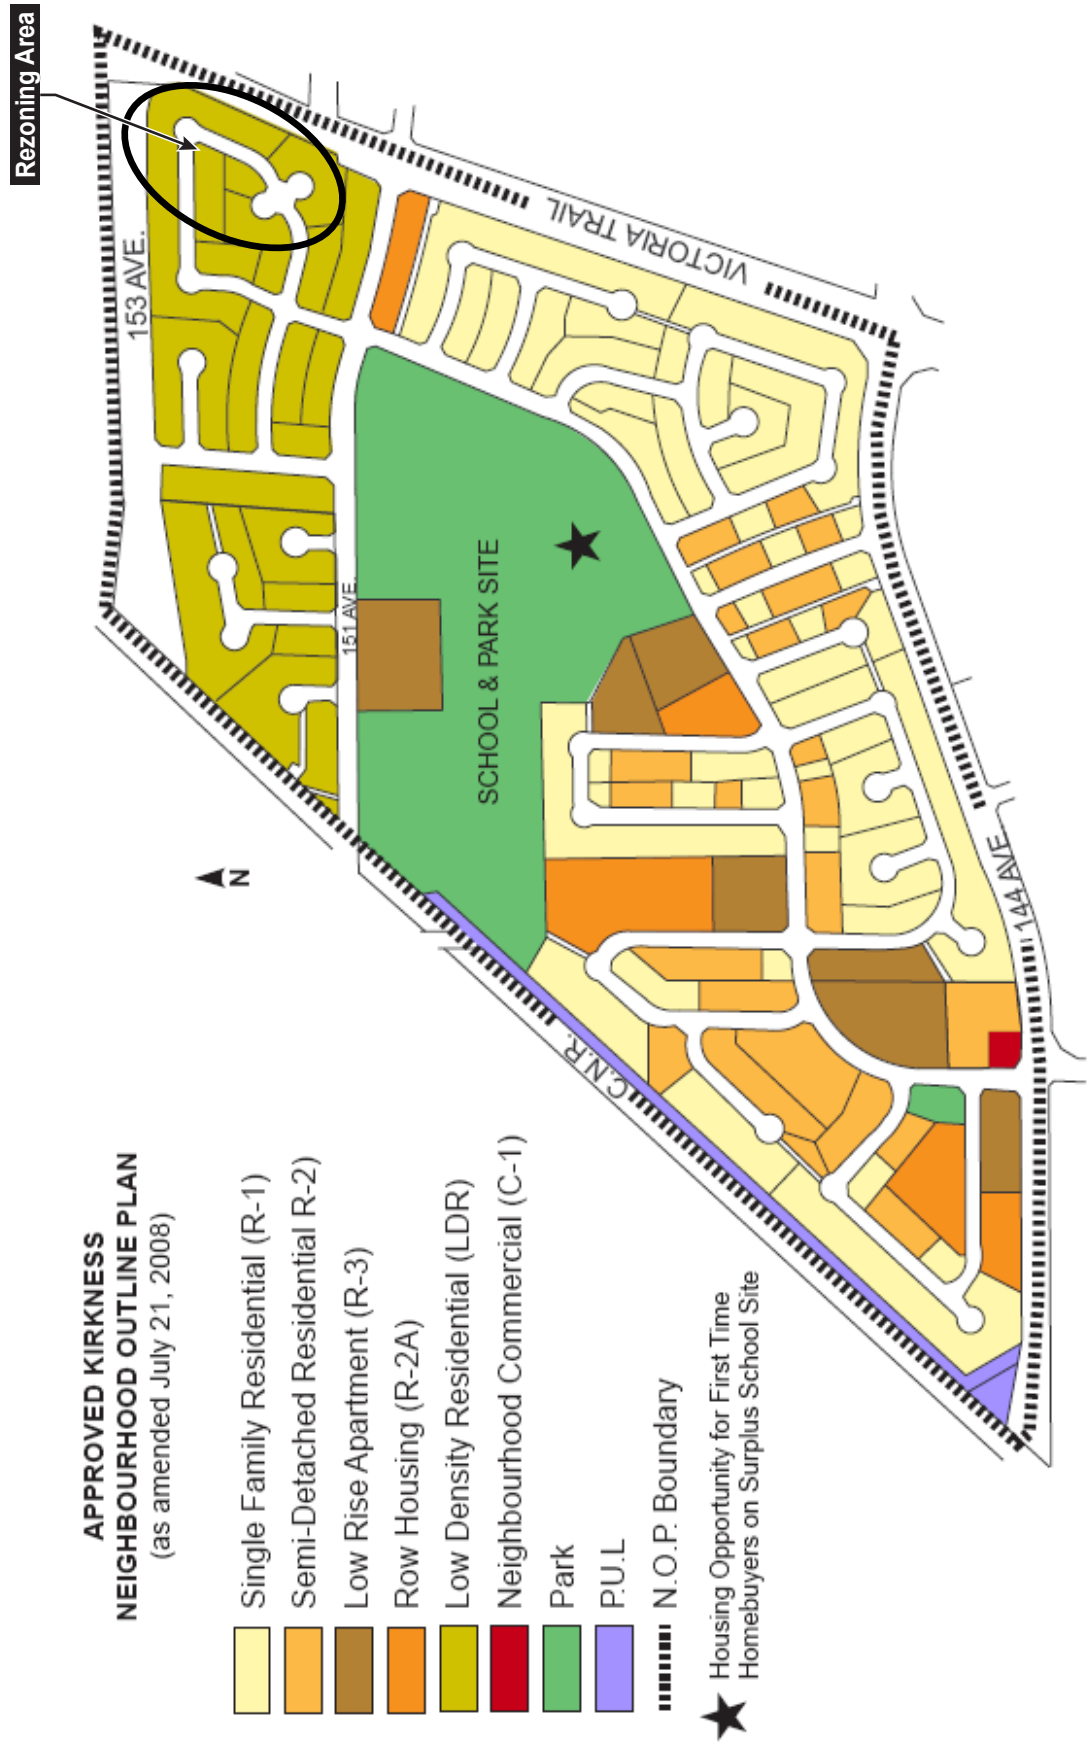 Rezoning Area
153 AVE.
VICTORIA TRAIL
151 AVE.
SCHOOL & PARK SITE
N
C.N.R.
144 AVE.
APPROVED KIRKNESS
NEIGHBOURHOOD OUTLINE PLAN
(as amended July 21, 2008)
Single Family Residential (R-1)
Semi-Detached Residential R-2)
Low Rise Apartment (R-3)
Row Housing (R-2A)
Low Density Residential (LDR)
Neighbourhood Commercial (C-1)
Park
P.U.L
N.O.P. Boundary
Housing Opportunity for First Time
Homebuyers on Surplus School Site